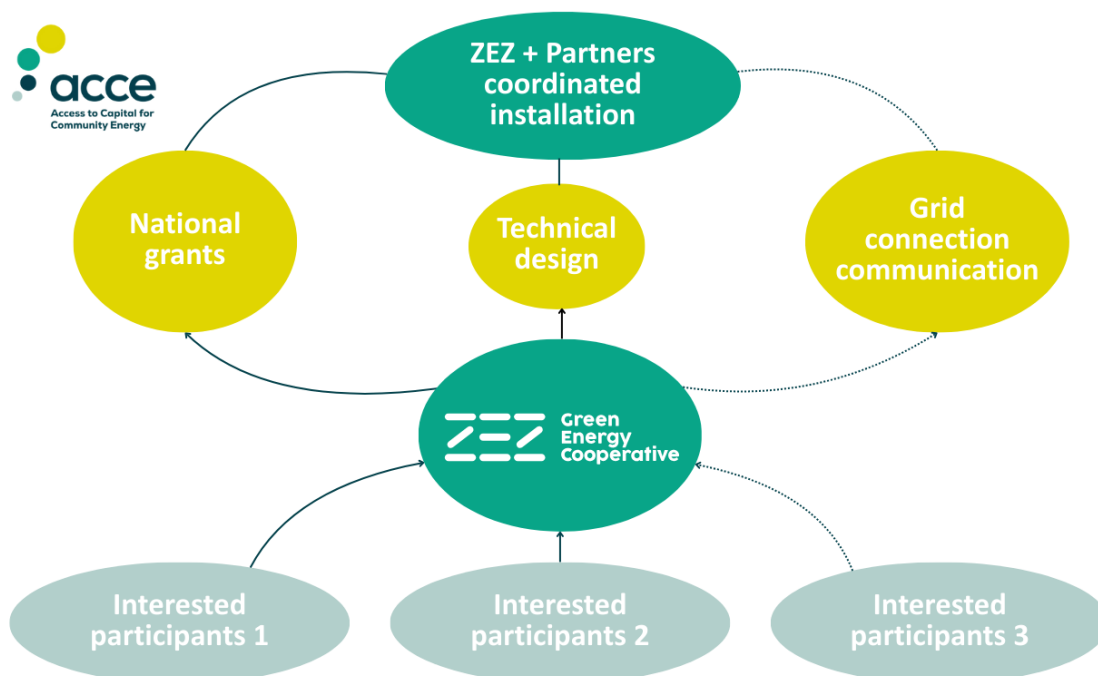 acce
Access to Capital for
Community Energy
ZEZ + Partners
coordinated
installation
National
grants
Technical
design
Grid
connection
communication
ZEZ
Green
Energy
Cooperative
Interested
participants 1
Interested
participants 2
Interested
participants 3